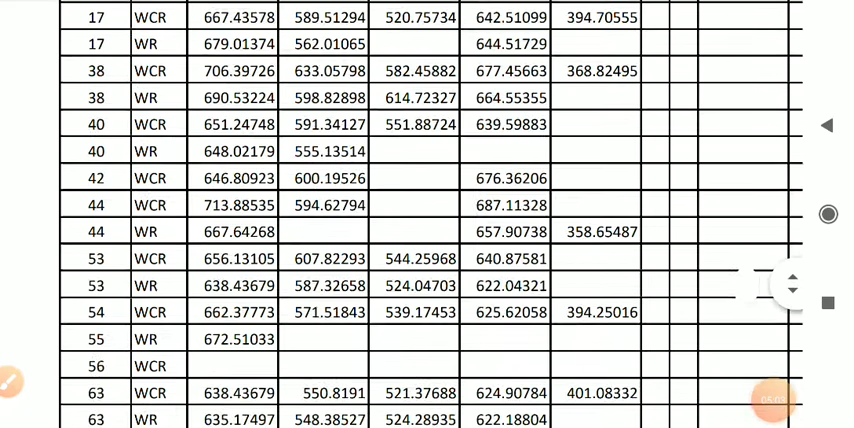 17 WCR 667.43578 589.51294 520.75734 642.51099 394.70555
17 WR 679.01374 562.01065 644.51729
38 WCR 706.39726 633.05798 582.45882 677.45663 368.82495
38 WR 690.53224 598.82898 614.72327 664.55355
40 WCR 651.24748 591.34127 551.88724 639.59883
40 WR 648.02179 555.13514
42 WCR 646.80923 600.19526 676.36206
44 WCR 713.88535 594.62794 687.11328
44 WR 667.64268 657.90738 358.65487
53 WCR 656.13105 607.82293 544.25968 640.87581
53 WR 638.43679 587.32658 524.04703 622.04321
54 WCR 662.37773 571.51843 539.17453 625.62058 394.25016
55 WR 672.51033
56 WCR
63 WCR 638.43679 550.8191 521.37688 624.90784 401.08332
63 WR 635.17497 548.38527 524.28935 622.18804